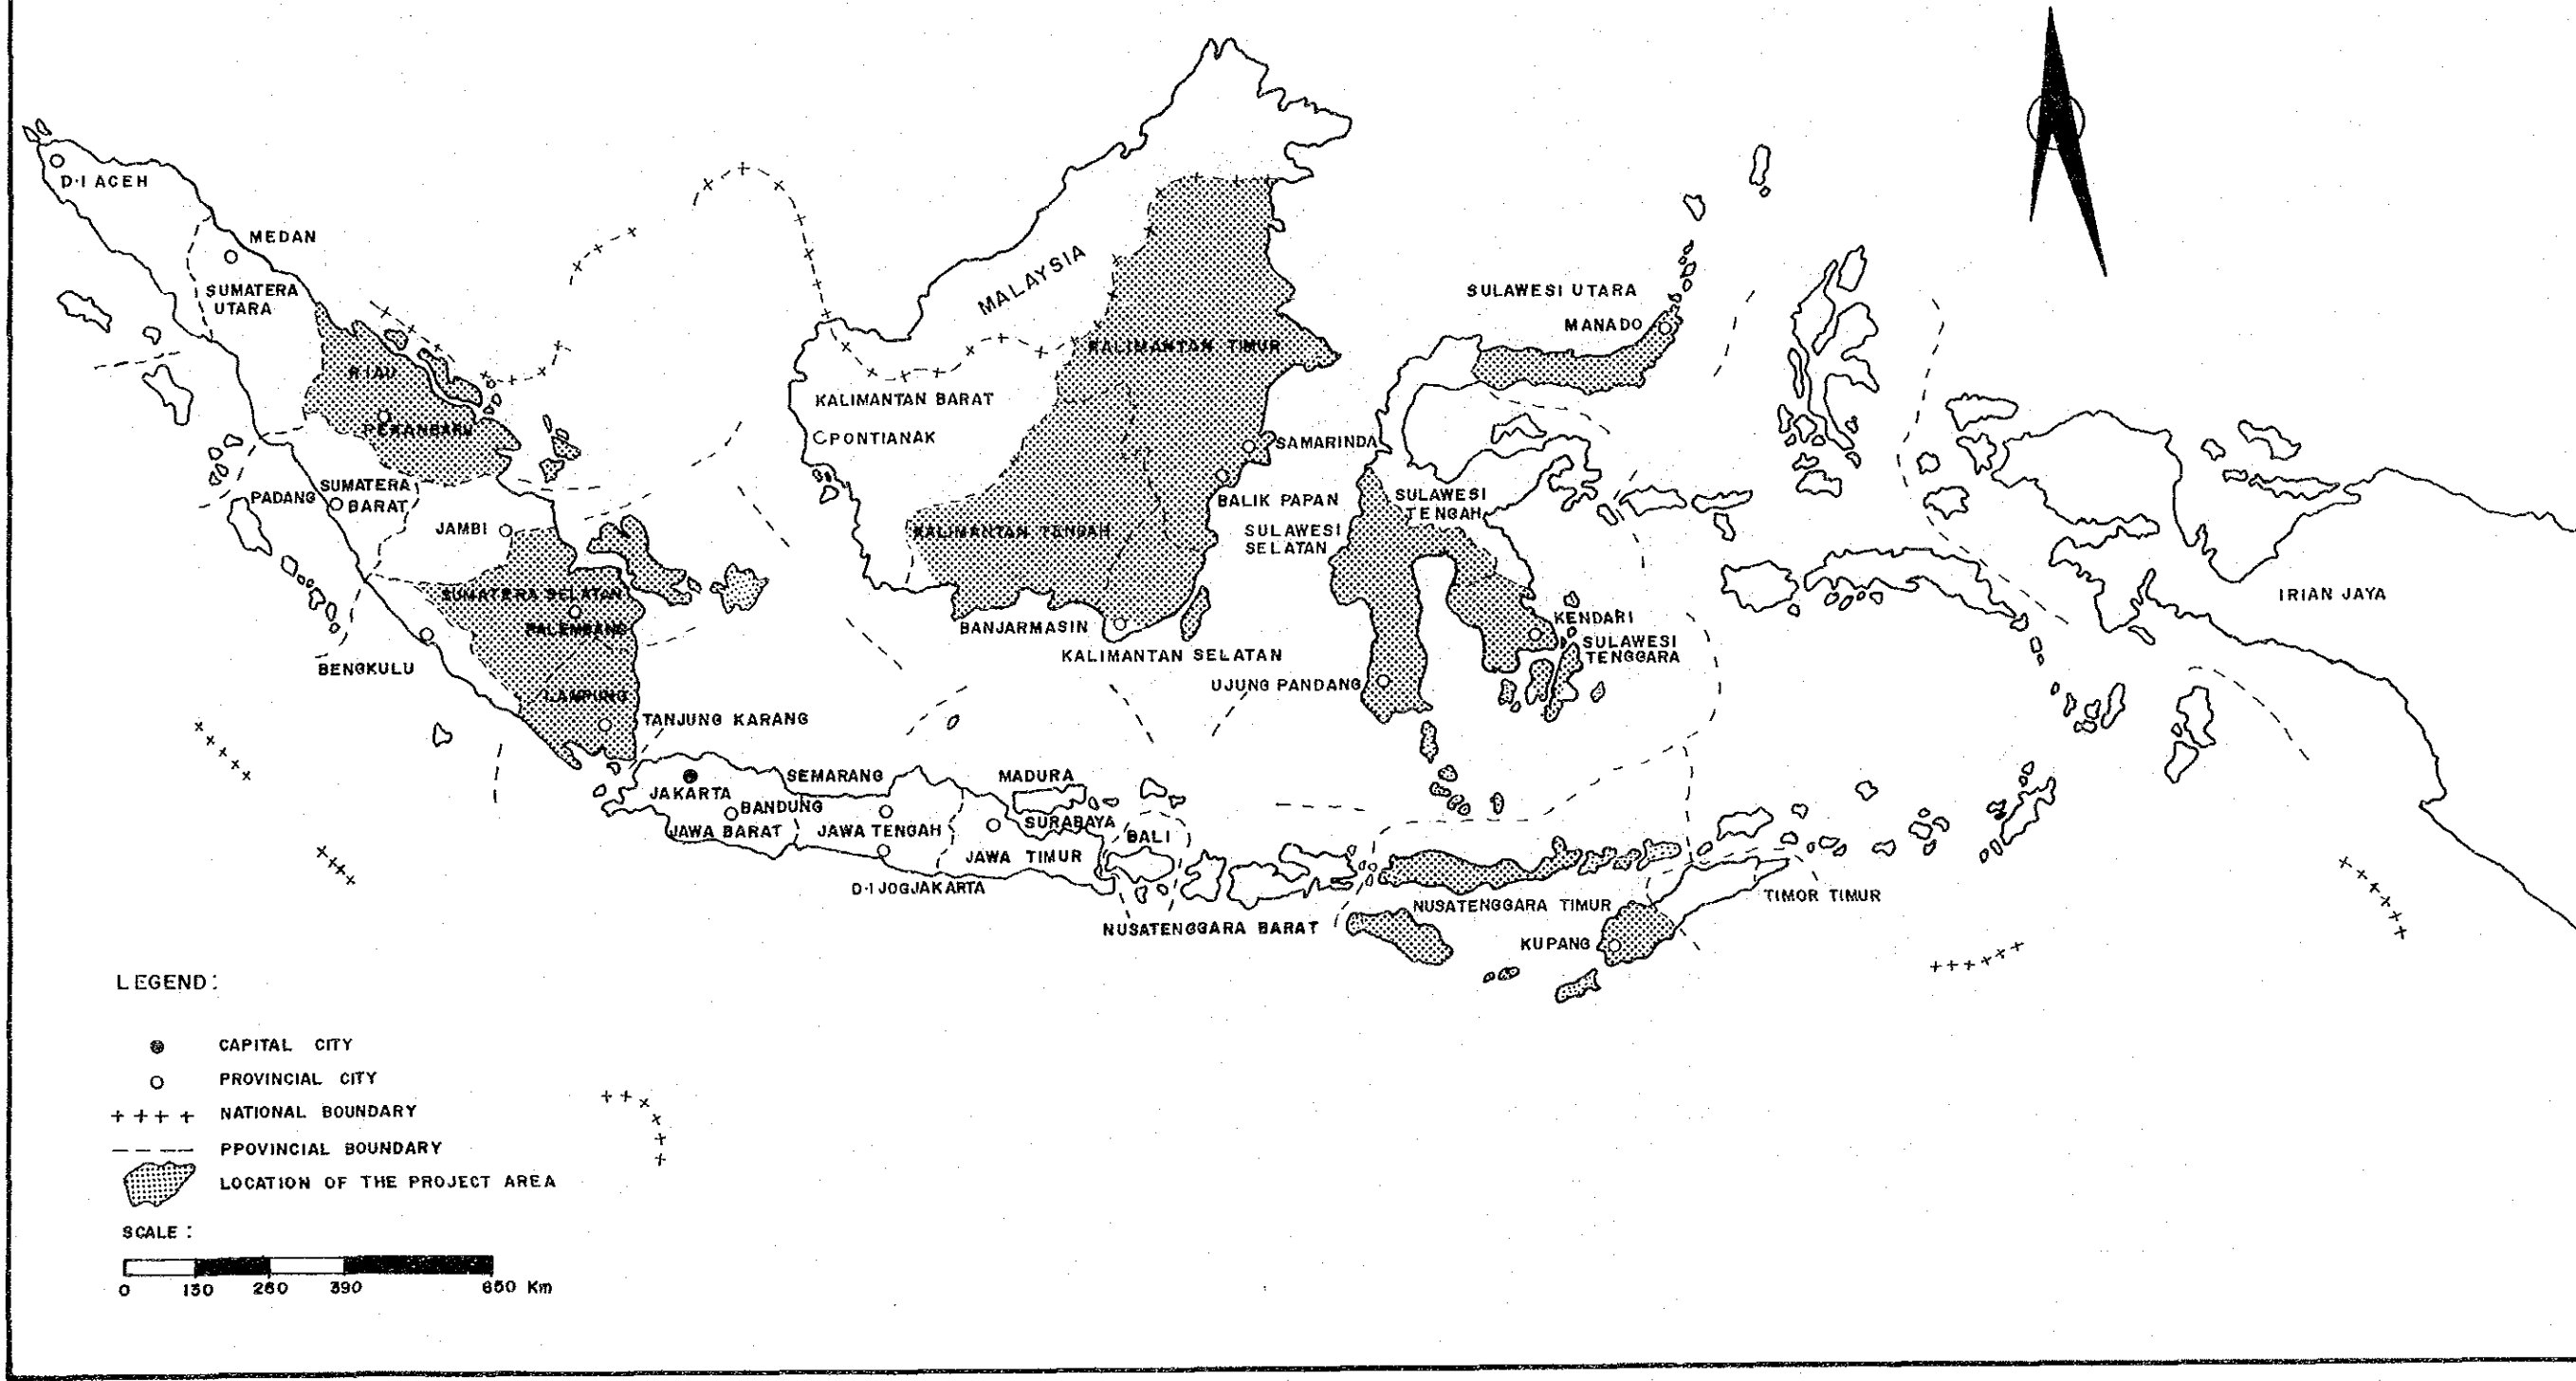 D·I ACEH
MEDAN
SUMATERA
UTARA
RIAU
PEKANBARU
PADANG
SUMATERA
BARAT
JAMBI
SUMATERA SELATAN
PALEMBANG
BENGKULU
LAMPUNG
TANJUNG KARANG
MALAYSIA
KALIMANTAN TIMUR
KALIMANTAN BARAT
PONTIANAK
SAMARINDA
BALIK PAPAN
KALIMANTAN TENGAH
BANJARMASIN
KALIMANTAN SELATAN
SULAWESI UTARA
MANADO
SULAWESI
TENGAH
SULAWESI
SELATAN
KENDARI
SULAWESI
TENGGARA
UJUNG PANDANG
IRIAN JAYA
JAKARTA
BANDUNG
JAWA BARAT
SEMARANG
JAWA TENGAH
D·I JOGJAKARTA
MADURA
SURABAYA
JAWA TIMUR
BALI
NUSATENGGARA BARAT
NUSATENGGARA TIMUR
KUPANG
TIMOR TIMUR
LEGEND :
CAPITAL CITY
PROVINCIAL CITY
NATIONAL BOUNDARY
PPOVINCIAL BOUNDARY
LOCATION OF THE PROJECT AREA
SCALE :
0 130 260 390 650 Km